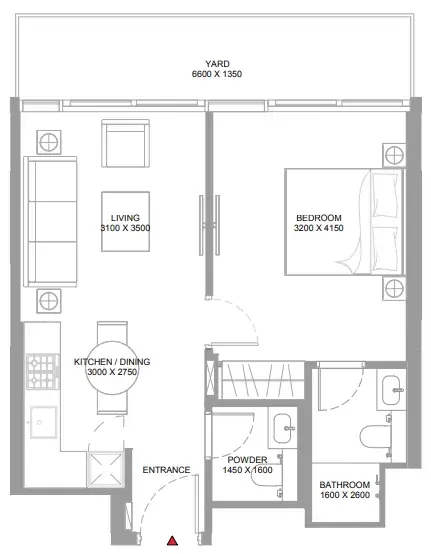 YARD
6600 X 1350
LIVING
3100 X 3500
BEDROOM
3200 X 4150
KITCHEN / DINING
3000 X 2750
POWDER
1450 X 1600
ENTRANCE
BATHROOM
1600 X 2600